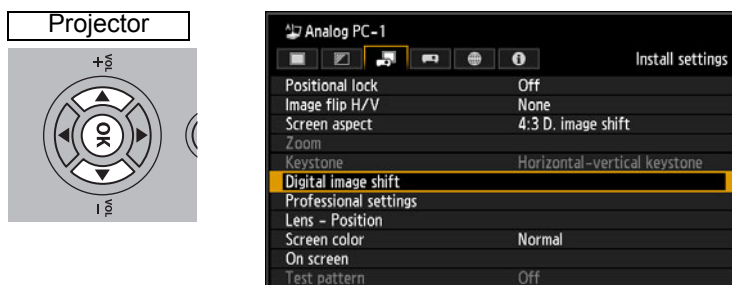 Projector
VOL+
OK
VOL-
Analog PC-1
Install settings
Positional lock Off
Image flip H/V None
Screen aspect 4:3 D. image shift
Zoom
Keystone Horizontal-vertical keystone
Digital image shift
Professional settings
Lens - Position
Screen color Normal
On screen
Test pattern Off